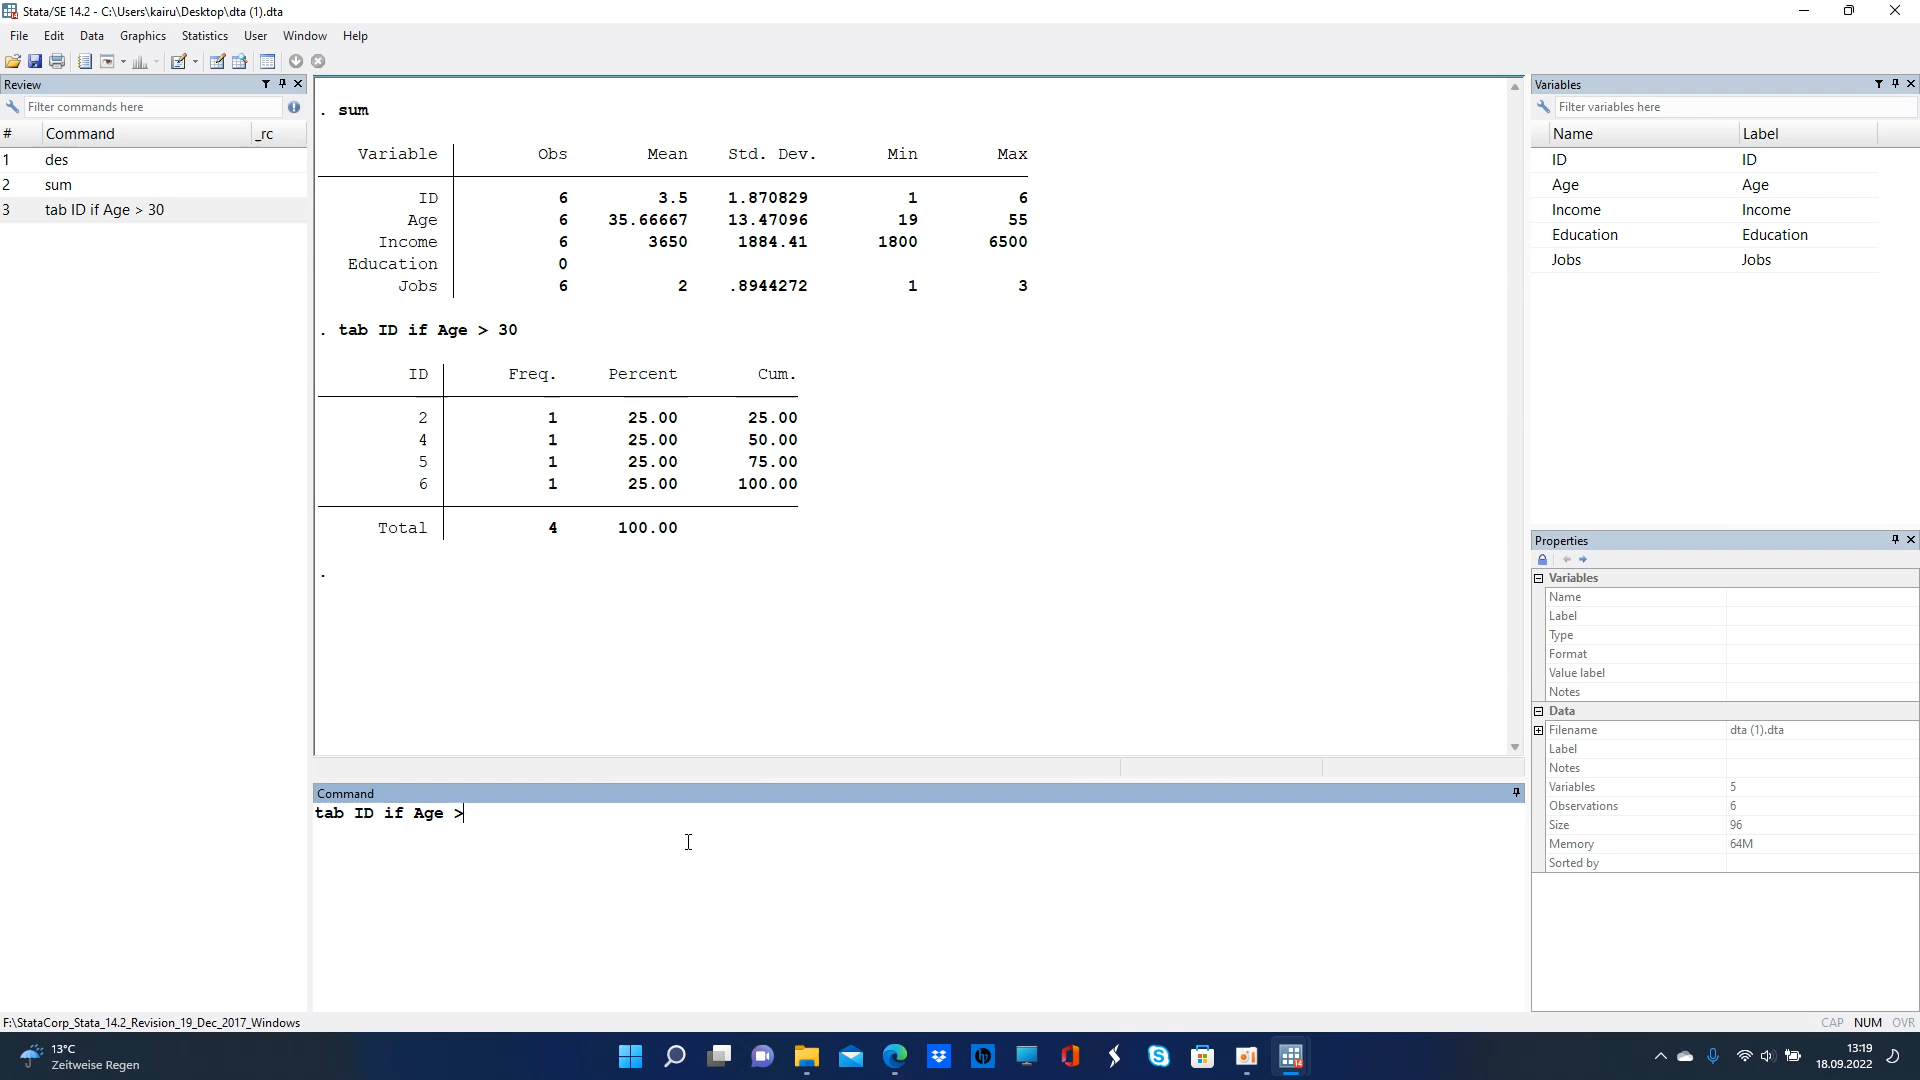 Stata/SE 14.2 - C:\Users\kairu\Desktop\dta (1).dta
File Edit Data Graphics Statistics User Window Help
Review
Filter commands here
# Command _rc
1 des
2 sum
3 tab ID if Age > 30
. sum
Variable Obs Mean Std. Dev. Min Max
ID 6 3.5 1.870829 1 6
Age 6 35.66667 13.47096 19 55
Income 6 3650 1884.41 1800 6500
Education 0
Jobs 6 2 .8944272 1 3
. tab ID if Age > 30
ID Freq. Percent Cum.
2 1 25.00 25.00
4 1 25.00 50.00
5 1 25.00 75.00
6 1 25.00 100.00
Total 4 100.00
.
Command
tab ID if Age >
Variables
Filter variables here
Name Label
ID ID
Age Age
Income Income
Education Education
Jobs Jobs
Properties
Variables
Name
Label
Type
Format
Value label
Notes
Data
Filename dta (1).dta
Label
Notes
Variables 5
Observations 6
Size 96
Memory 64M
Sorted by
F:\StataCorp_Stata_14.2_Revision_19_Dec_2017_Windows
CAP NUM OVR
13°C
Zeitweise Regen
13:19
18.09.2022